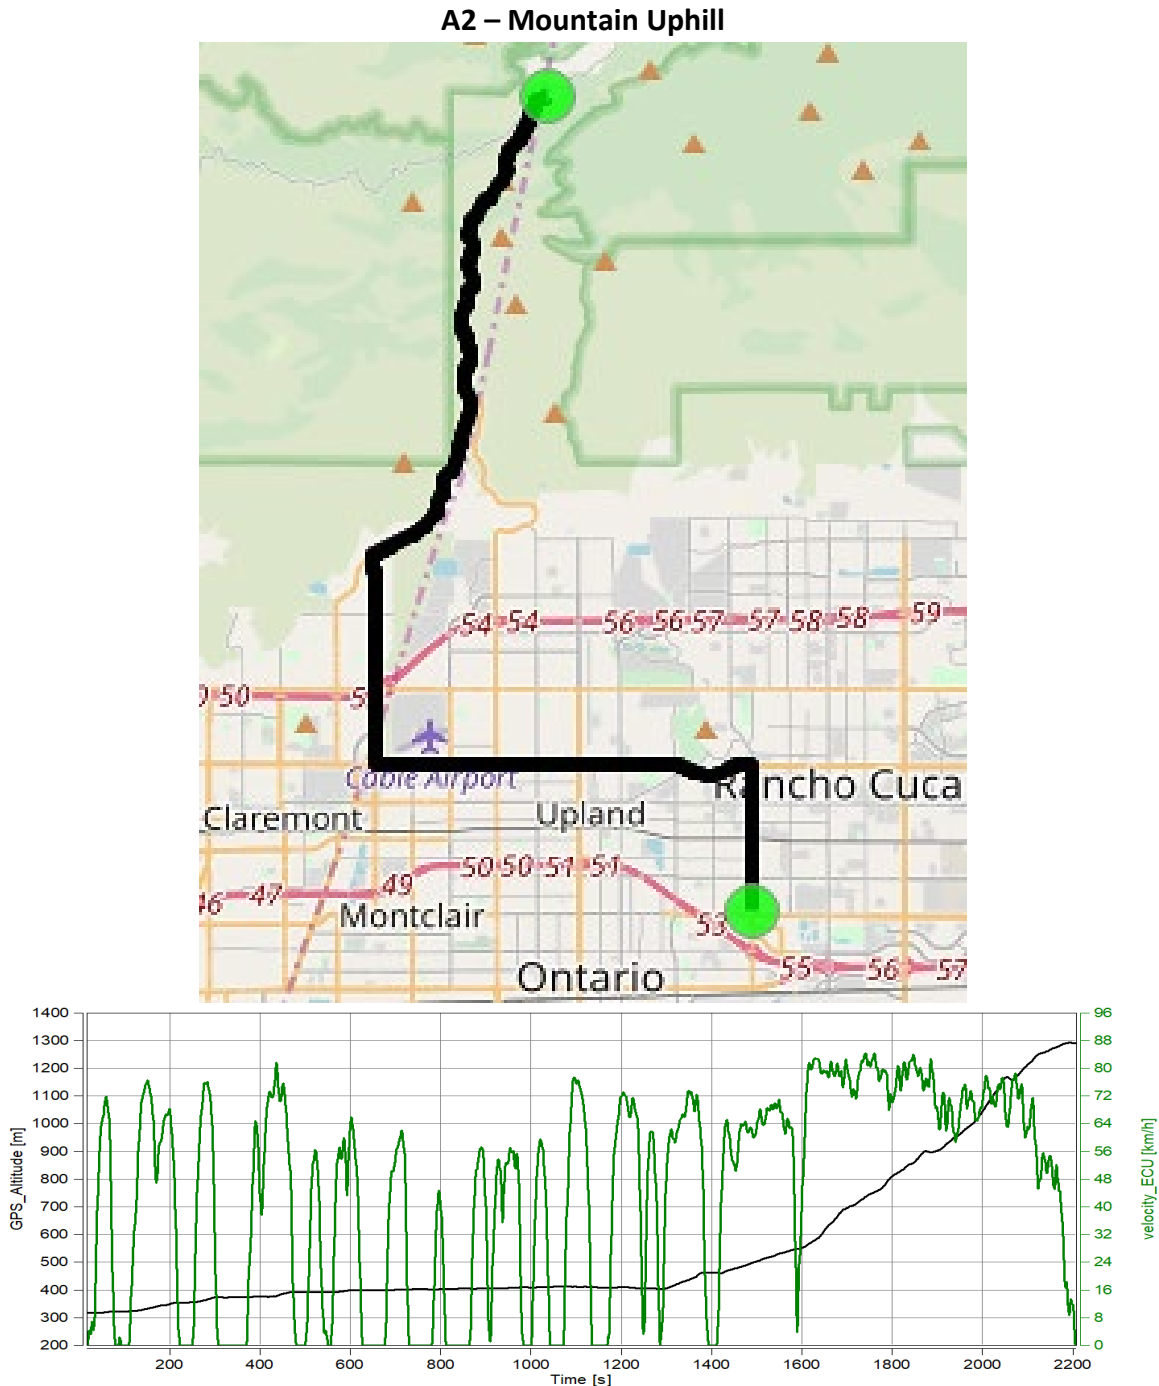 A2 – Mountain Uphill
54 54 56 56 57 57 58 58 59
50 5
Cable Airport
Rancho Cuca
Claremont Upland
50 50 51 51
47 49
46
Montclair 53
55 56 57
Ontario
1400 96
1300 88
1200 80
1100 72
1000 64
900 56
800 48
700 40
600 32
500 24
400 16
300 8
200 0
GPS_Altitude [m]
velocity_ECU [km/h]
200 400 600 800 1000 1200 1400 1600 1800 2000 2200
Time [s]